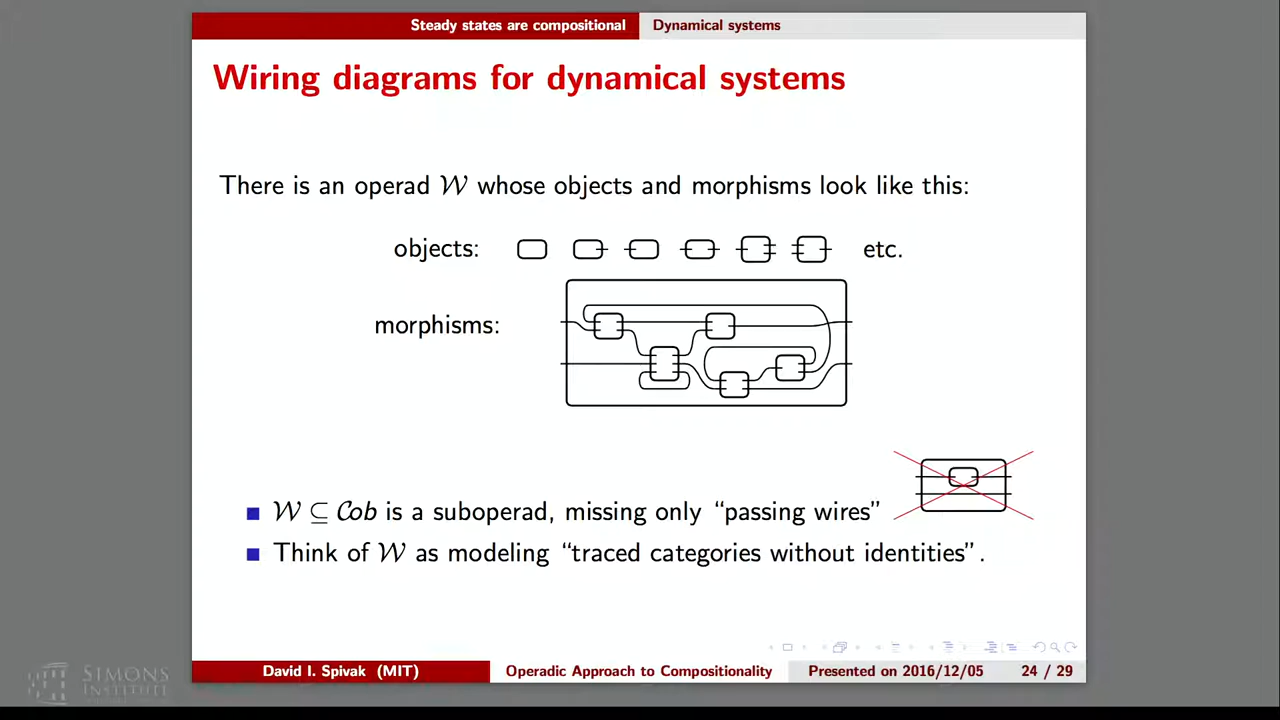 Steady states are compositional Dynamical systems
Wiring diagrams for dynamical systems
There is an operad 𝒲 whose objects and morphisms look like this:
objects: etc.
morphisms:
𝒲 ⊆ 𝒞ob is a suboperad, missing only “passing wires”
Think of 𝒲 as modeling “traced categories without identities”.
David I. Spivak (MIT) Operadic Approach to Compositionality Presented on 2016/12/05 24 / 29
SIMONS
INSTITUTE